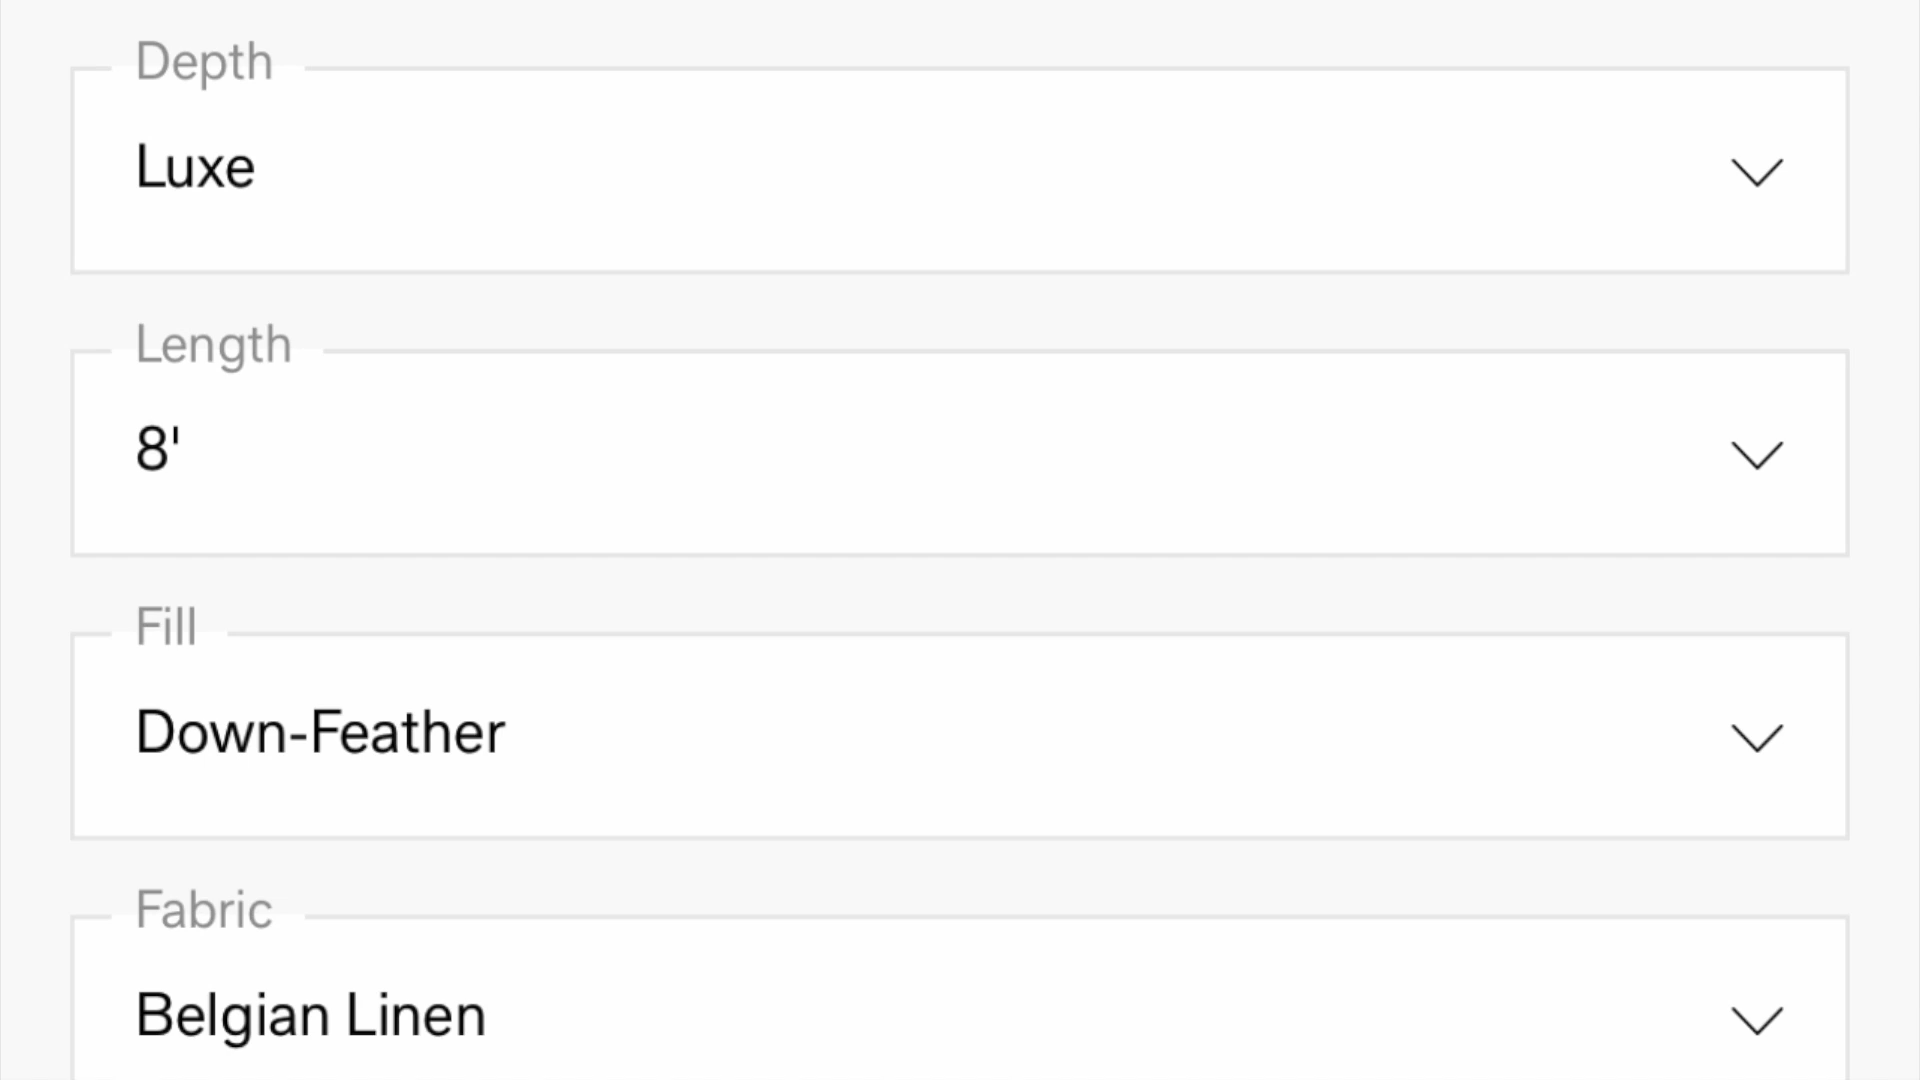 Depth
Luxe
Length
8'
Fill
Down-Feather
Fabric
Belgian Linen